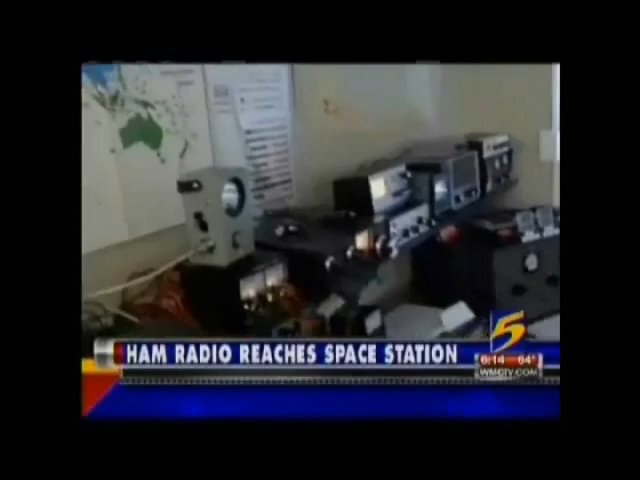 HAM RADIO REACHES SPACE STATION
5
6:14 64°
WMCTV.COM